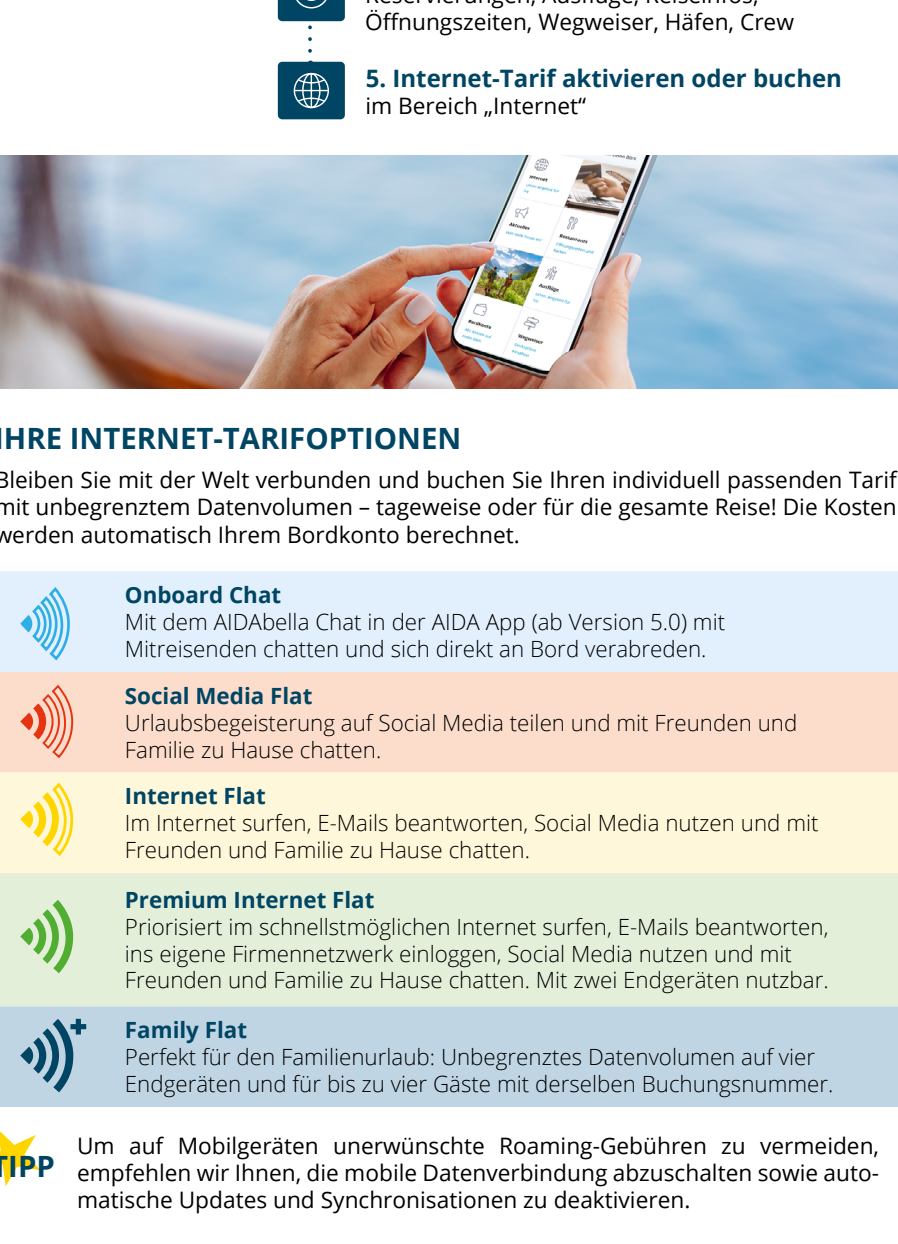 Reservierungen, Ausflüge, Reiseinfos,
Öffnungszeiten, Wegweiser, Häfen, Crew
5. Internet-Tarif aktivieren oder buchen
im Bereich „Internet“
Internet
Aktuelles
Restaurants
Ausflüge
Bordkonto
Wegweiser
IHRE INTERNET-TARIFOPTIONEN
Bleiben Sie mit der Welt verbunden und buchen Sie Ihren individuell passenden Tarif
mit unbegrenztem Datenvolumen – tageweise oder für die gesamte Reise! Die Kosten
werden automatisch Ihrem Bordkonto berechnet.
Onboard Chat
Mit dem AIDAbella Chat in der AIDA App (ab Version 5.0) mit
Mitreisenden chatten und sich direkt an Bord verabreden.
Social Media Flat
Urlaubsbegeisterung auf Social Media teilen und mit Freunden und
Familie zu Hause chatten.
Internet Flat
Im Internet surfen, E-Mails beantworten, Social Media nutzen und mit
Freunden und Familie zu Hause chatten.
Premium Internet Flat
Priorisiert im schnellstmöglichen Internet surfen, E-Mails beantworten,
ins eigene Firmennetzwerk einloggen, Social Media nutzen und mit
Freunden und Familie zu Hause chatten. Mit zwei Endgeräten nutzbar.
Family Flat
Perfekt für den Familienurlaub: Unbegrenztes Datenvolumen auf vier
Endgeräten und für bis zu vier Gäste mit derselben Buchungsnummer.
TIPP
Um auf Mobilgeräten unerwünschte Roaming-Gebühren zu vermeiden,
empfehlen wir Ihnen, die mobile Datenverbindung abzuschalten sowie auto-
matische Updates und Synchronisationen zu deaktivieren.